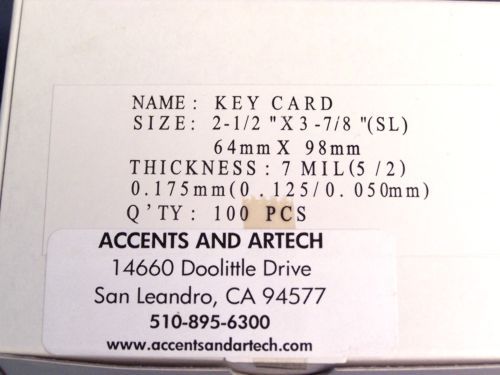 NAME: KEY CARD
SIZE: 2-1/2"X3-7/8"(SL)
64mm X 98mm
THICKNESS: 7 MIL(5/2)
0.175mm(0.125/0.050mm)
Q'TY: 100 PCS
ACCENTS AND ARTECH
14660 Doolittle Drive
San Leandro, CA 94577
510-895-6300
www.accentsandartech.com